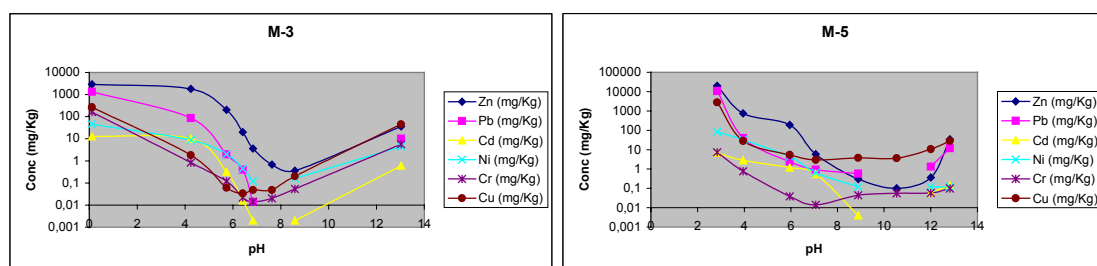 M-3
Conc (mg/Kg)
10000
1000
100
10
1
0,1
0,01
0,001
0 2 4 6 8 10 12 14
pH
Zn (mg/Kg)
Pb (mg/Kg)
Cd (mg/Kg)
Ni (mg/Kg)
Cr (mg/Kg)
Cu (mg/Kg)
M-5
Conc (mg/Kg)
100000
10000
1000
100
10
1
0,1
0,01
0,001
0 2 4 6 8 10 12 14
pH
Zn (mg/Kg)
Pb (mg/Kg)
Cd (mg/Kg)
Ni (mg/Kg)
Cr (mg/Kg)
Cu (mg/Kg)